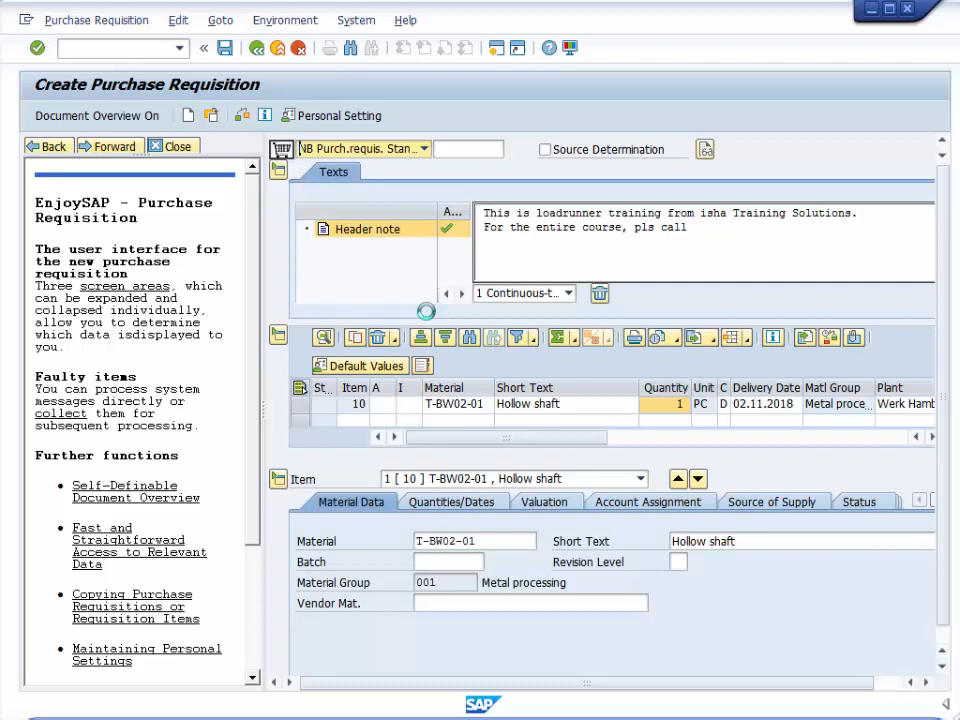 Purchase Requisition Edit Goto Environment System Help
Create Purchase Requisition
Document Overview On Personal Setting
Back Forward Close
NB Purch.requis. Stan... Source Determination
Texts
EnjoySAP - Purchase
Requisition
The user interface for
the new purchase
requisition
Three screen areas, which
can be expanded and
collapsed individually,
allow you to determine
which data isdisplayed to
you.
Faulty items
You can process system
messages directly or
collect them for
subsequent processing.
Further functions
Self-Definable
Document Overview
Fast and
Straightforward
Access to Relevant
Data
Copying Purchase
Requisitions or
Requisition Items
Maintaining Personal
Settings
A...
Header note
This is loadrunner training from isha Training Solutions.
For the entire course, pls call
1 Continuous-t...
Default Values
St... Item A I Material Short Text Quantity Unit C Delivery Date Matl Group Plant
10 T-BW02-01 Hollow shaft 1 PC D 02.11.2018 Metal proce... Werk Hamb
Item 1 [ 10 ] T-BW02-01 , Hollow shaft
Material Data Quantities/Dates Valuation Account Assignment Source of Supply Status
Material T-BW02-01 Short Text Hollow shaft
Batch Revision Level
Material Group 001 Metal processing
Vendor Mat.
SAP